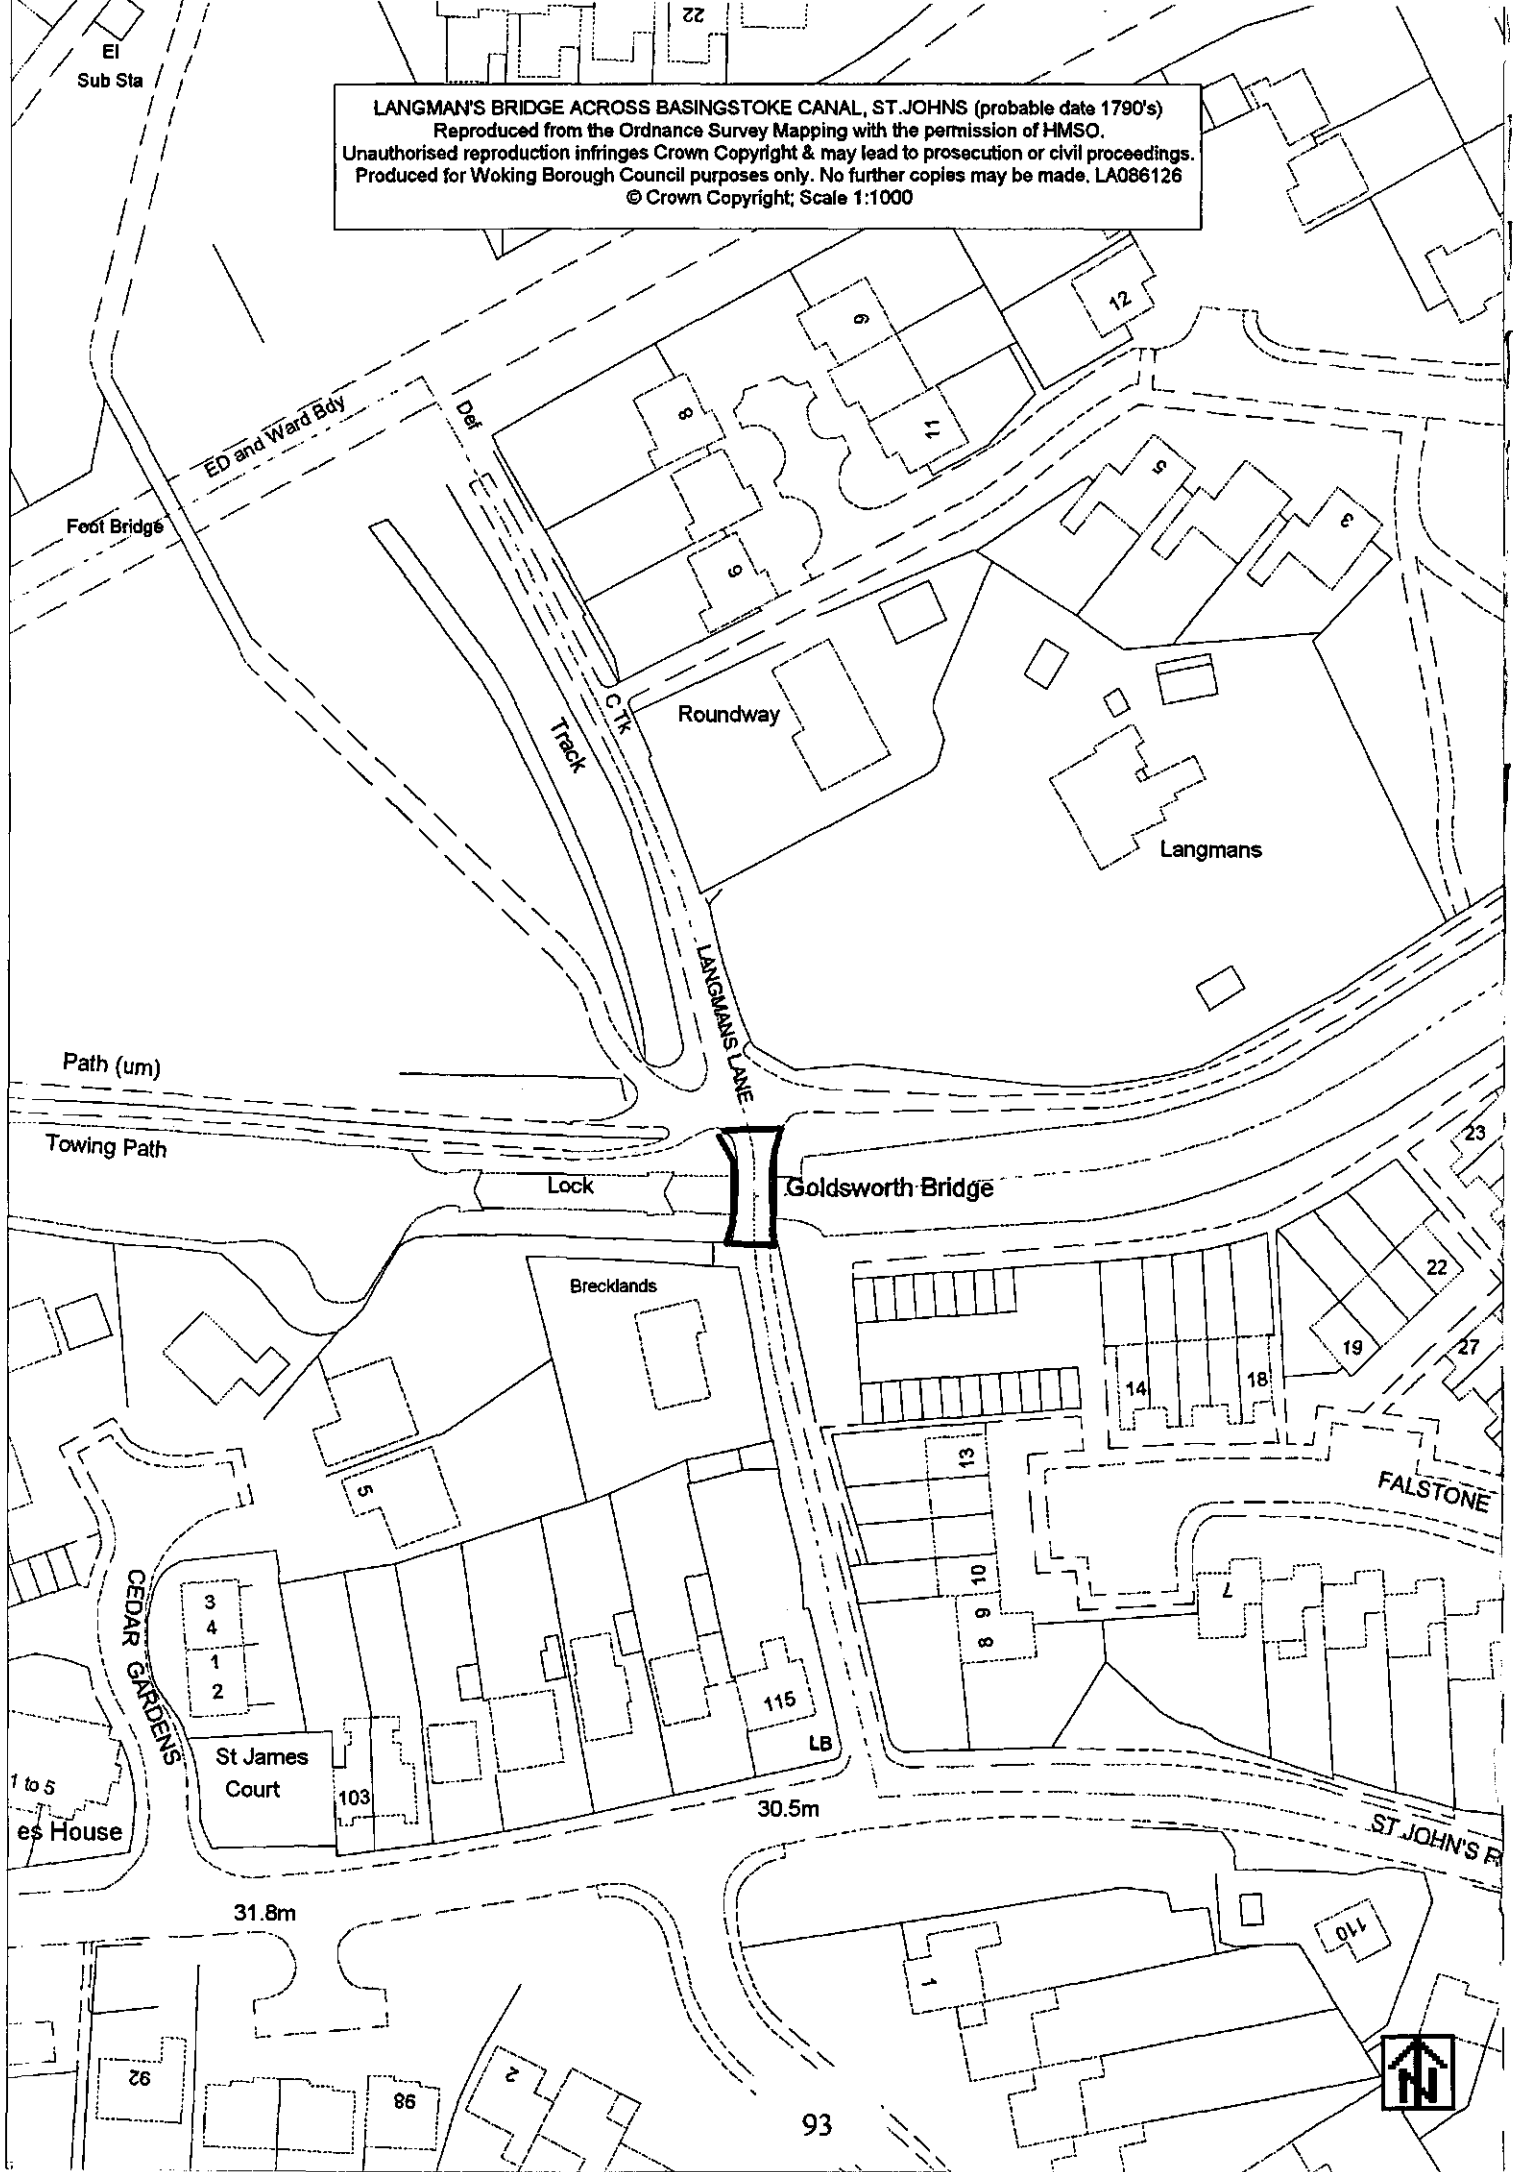 22
El
Sub Sta
LANGMAN'S BRIDGE ACROSS BASINGSTOKE CANAL, ST.JOHNS (probable date 1790's)
Reproduced from the Ordnance Survey Mapping with the permission of HMSO.
Unauthorised reproduction infringes Crown Copyright & may lead to prosecution or civil proceedings.
Produced for Woking Borough Council purposes only. No further copies may be made. LA086126
© Crown Copyright; Scale 1:1000
12
6
11
8
Def
ED and Ward Bdy
5
3
Foot Bridge
9
C Tk
Roundway
Track
Langmans
LANGMANS LANE
Path (um)
Towing Path
23
Lock
Goldsworth Bridge
Brecklands
22
19
27
14
18
13
5
FALSTONE
10
9
8
7
CEDAR GARDENS
3
4
1
2
115
LB
St James
Court
1 to 5
103
30.5m
es House
ST JOHN'S R
31.8m
110
1
92
98
2
N
93